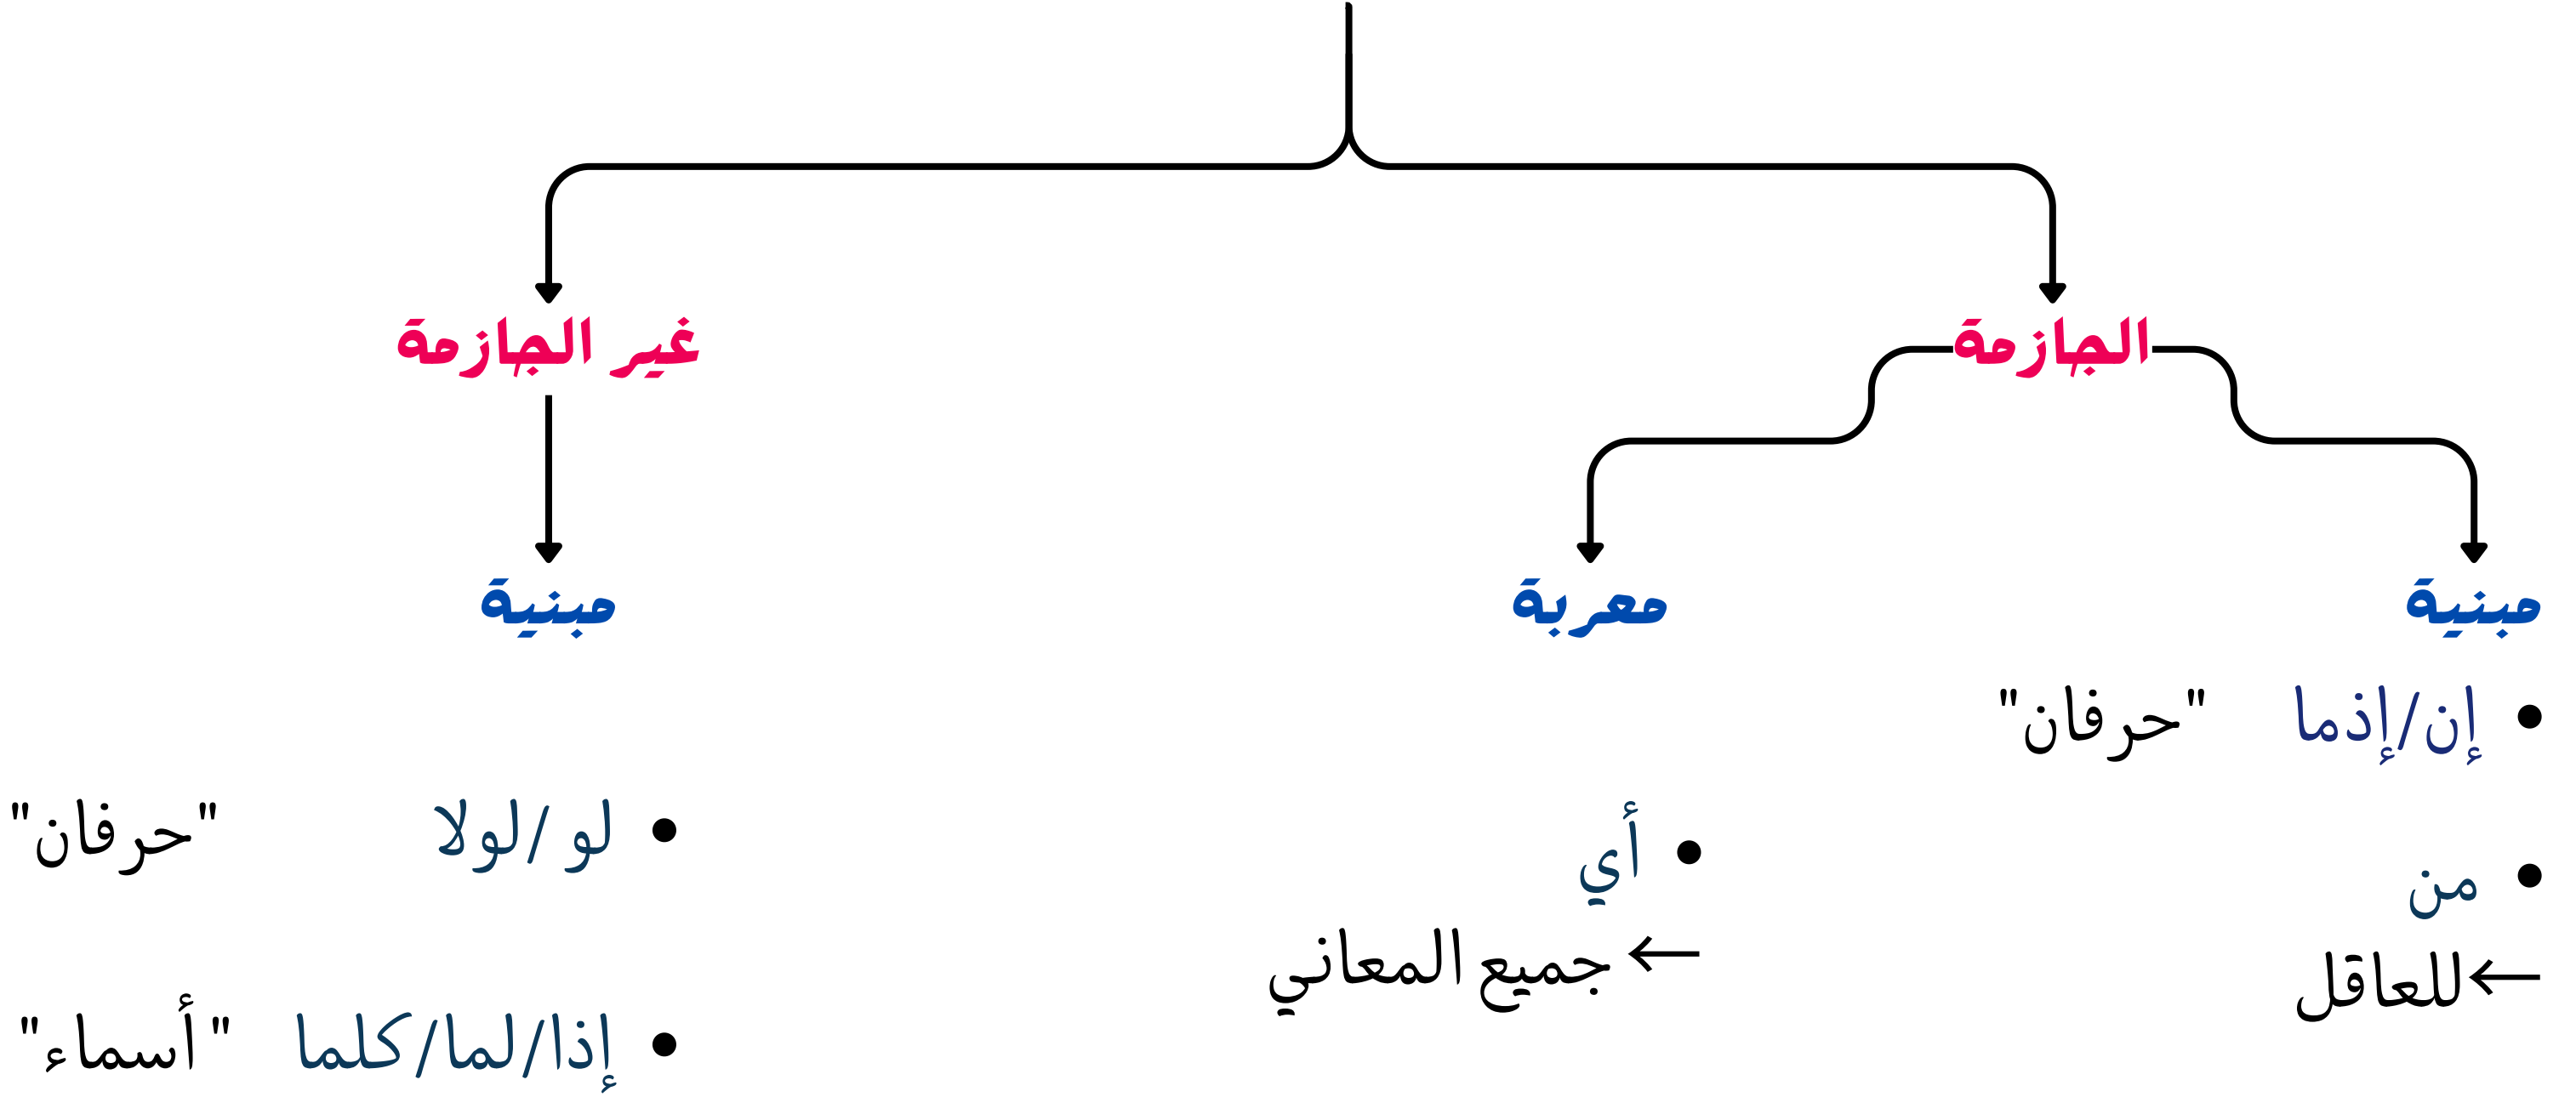 الجازمة
غير الجازمة
مبنية
معربة
مبنية
• إن/إذما "حرفان"
• من
←للعاقل
• أي
← جميع المعاني
• لو /لولا "حرفان"
• إذا/لما/كلما " أسماء"